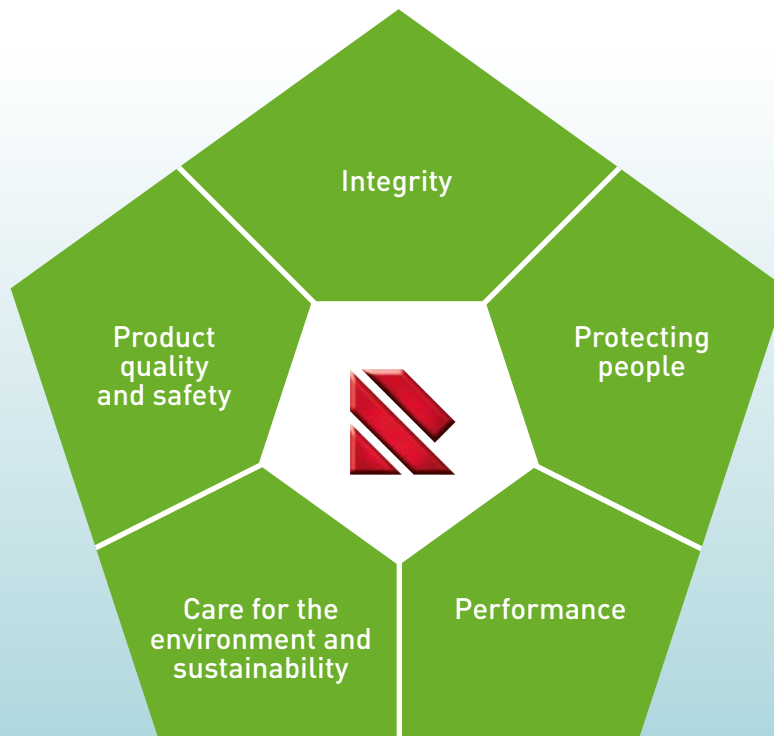 Integrity
Protecting
people
Performance
Care for the
environment and
sustainability
Product
quality
and safety